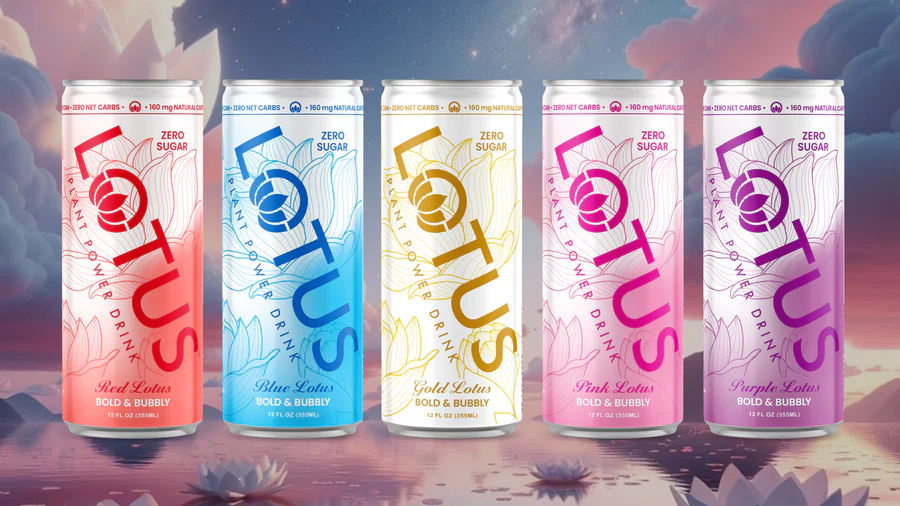 ZERO NET CARBS • • 160 mg NATURAL
ZERO
SUGAR
LOTUS
PLANT POWER DRINK
Red Lotus
BOLD & BUBBLY
12 FL OZ (355ML)
• ZERO NET CARBS • • 160 mg NATURAL
ZERO
SUGAR
LOTUS
PLANT POWER DRINK
Blue Lotus
BOLD & BUBBLY
12 FL OZ (355ML)
• ZERO NET CARBS • • 160 mg NATURAL
ZERO
SUGAR
LOTUS
PLANT POWER DRINK
Gold Lotus
BOLD & BUBBLY
12 FL OZ (355ML)
• ZERO NET CARBS • • 160 mg NATURAL
ZERO
SUGAR
LOTUS
PLANT POWER DRINK
Pink Lotus
BOLD & BUBBLY
12 FL OZ (355ML)
• ZERO NET CARBS • • 160 mg NATURAL
ZERO
SUGAR
LOTUS
PLANT POWER DRINK
Purple Lotus
BOLD & BUBBLY
12 FL OZ (355ML)